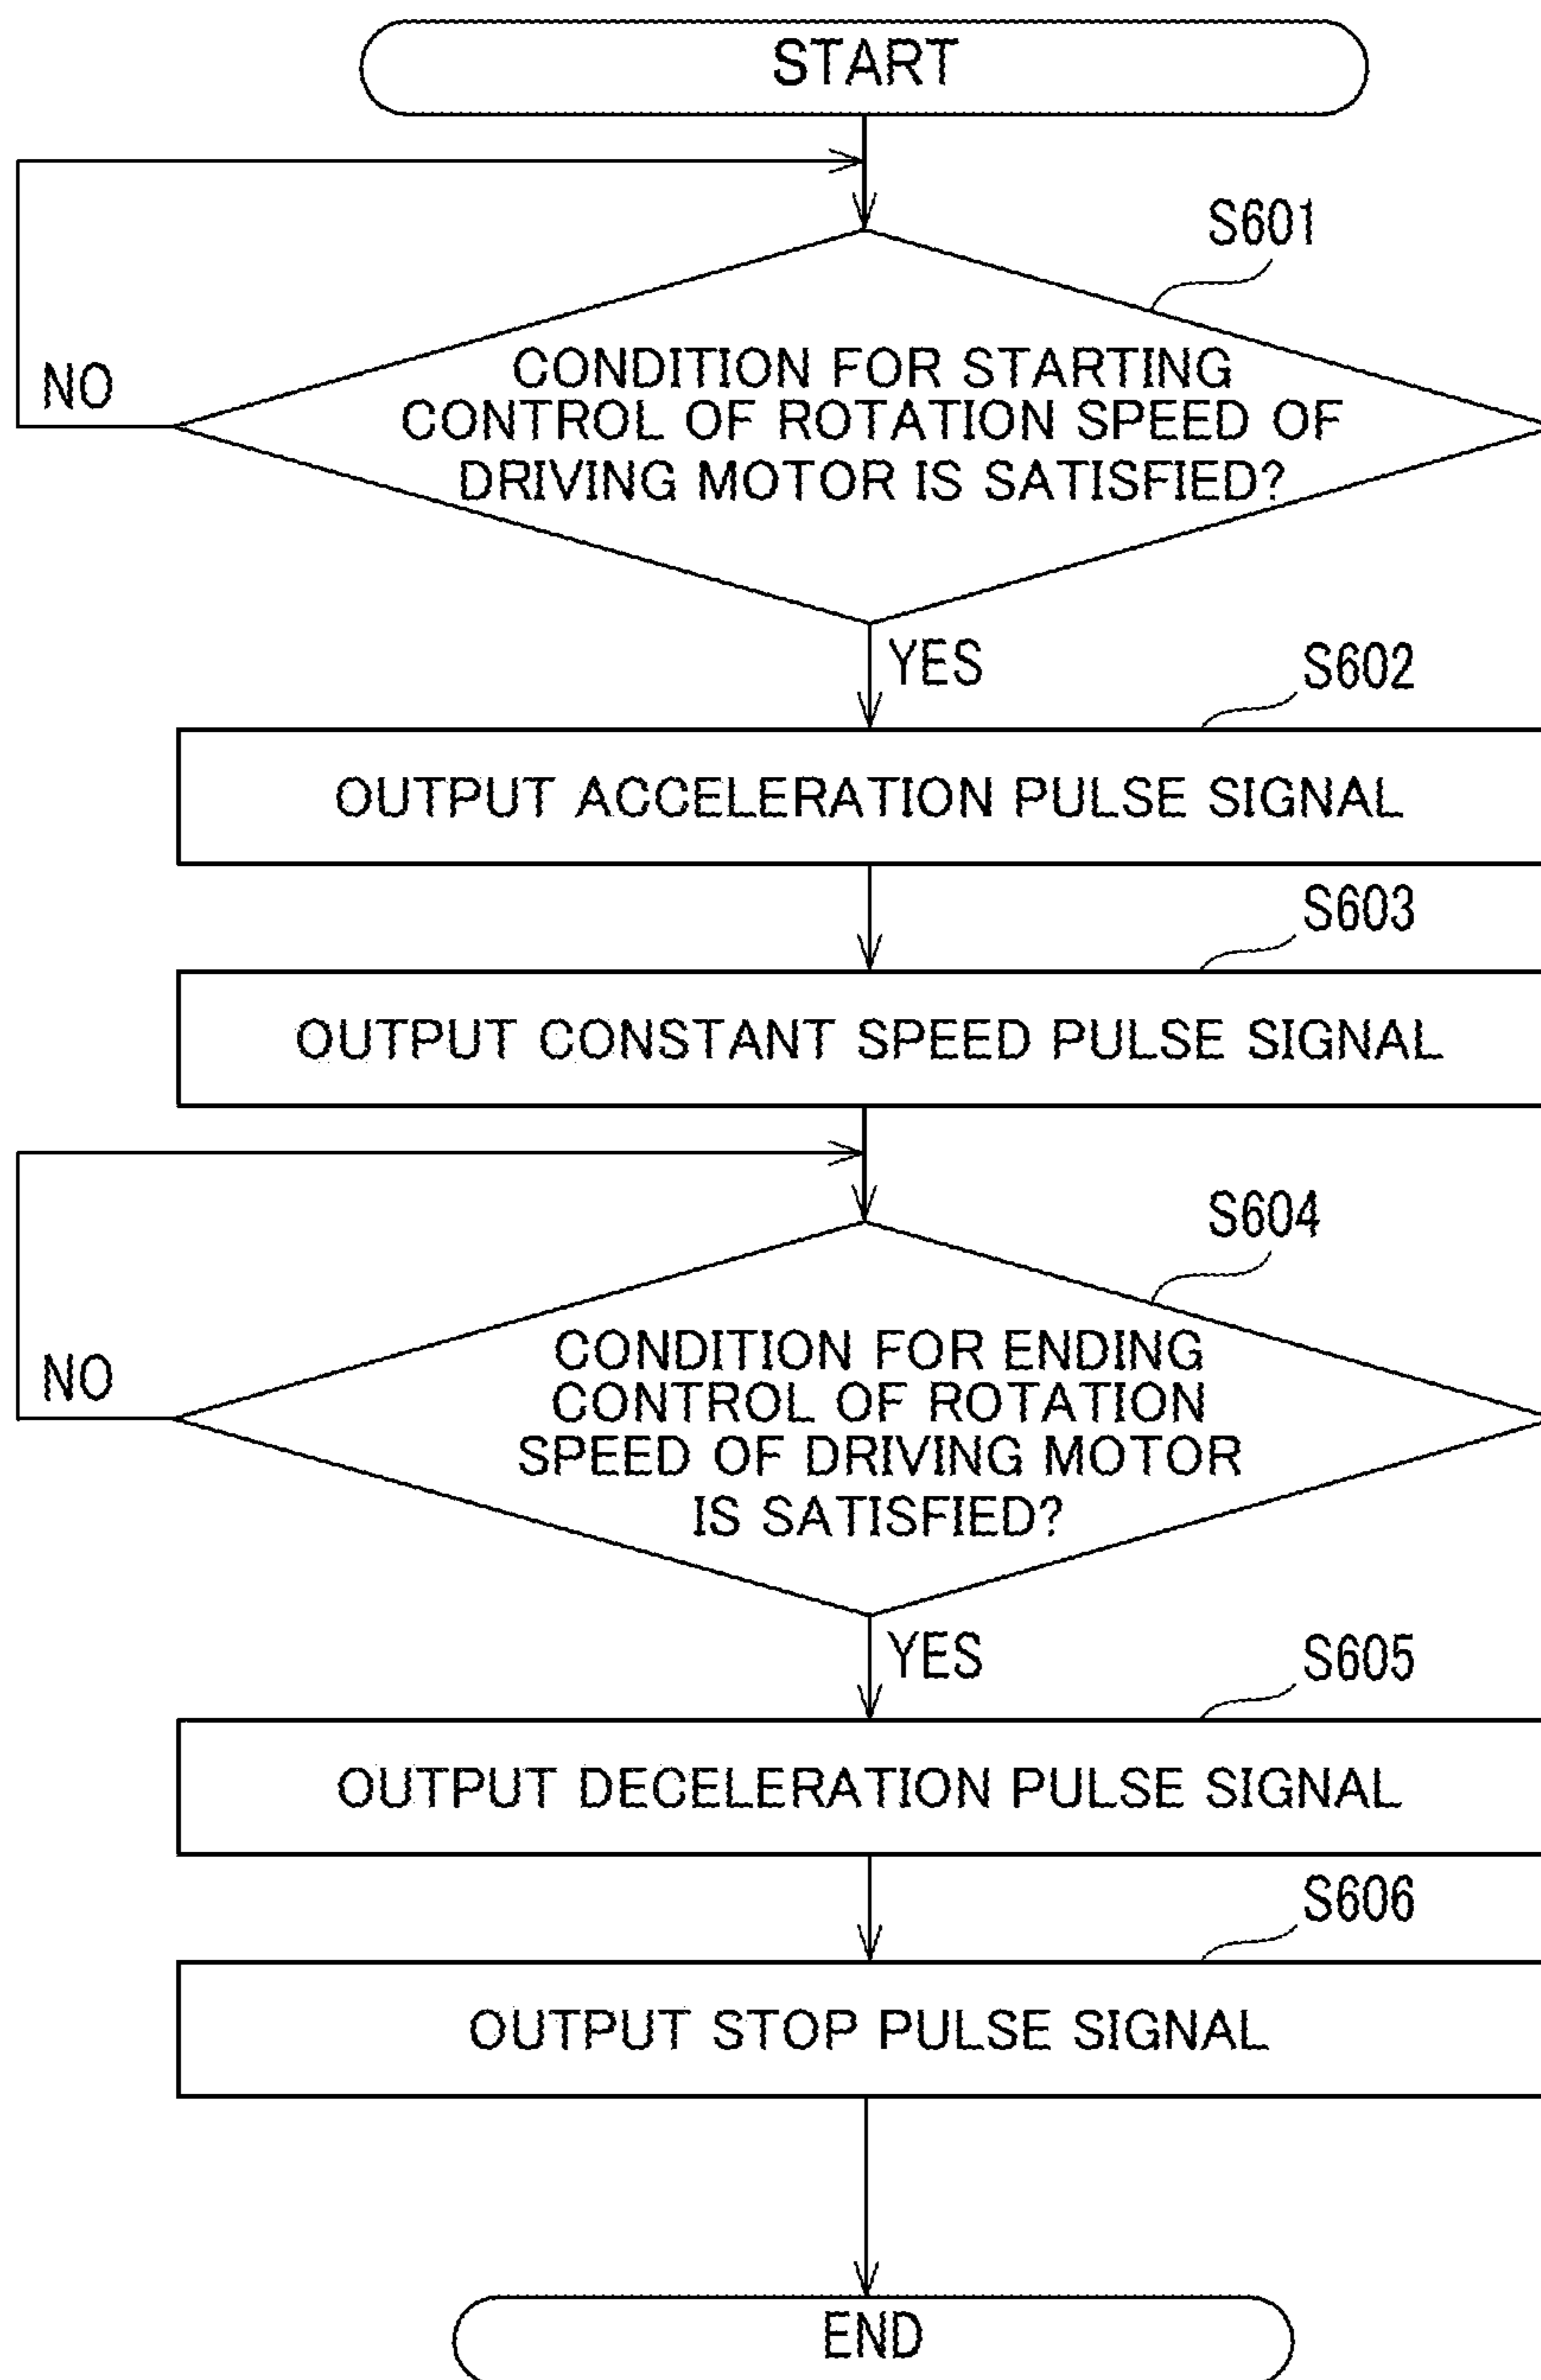 START
S601
CONDITION FOR STARTING
CONTROL OF ROTATION SPEED OF
DRIVING MOTOR IS SATISFIED?
NO
YES
S602
OUTPUT ACCELERATION PULSE SIGNAL
S603
OUTPUT CONSTANT SPEED PULSE SIGNAL
S604
CONDITION FOR ENDING
CONTROL OF ROTATION
SPEED OF DRIVING MOTOR
IS SATISFIED?
NO
YES
S605
OUTPUT DECELERATION PULSE SIGNAL
S606
OUTPUT STOP PULSE SIGNAL
END